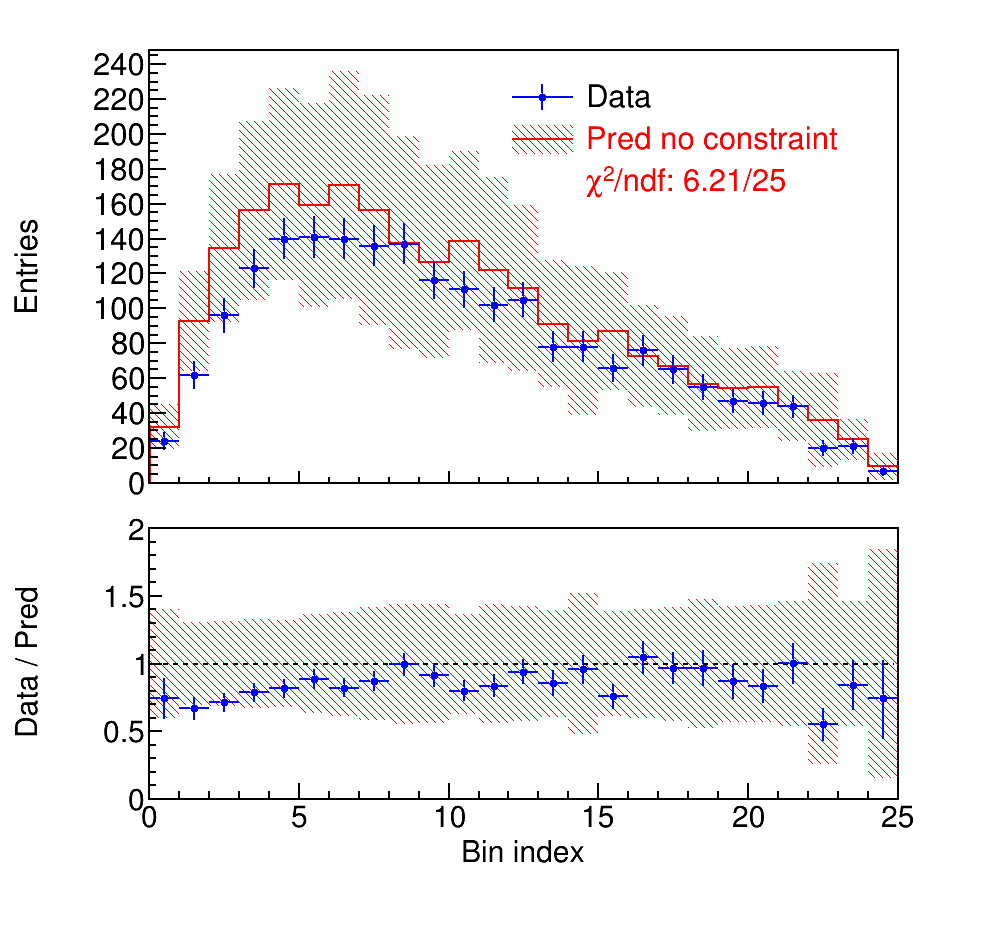 240
220
200
180
160
140
120
100
80
60
40
20
0
Entries
Data
Pred no constraint
χ²/ndf: 6.21/25
2
1.5
1
0.5
0
Data / Pred
0 5 10 15 20 25
Bin index